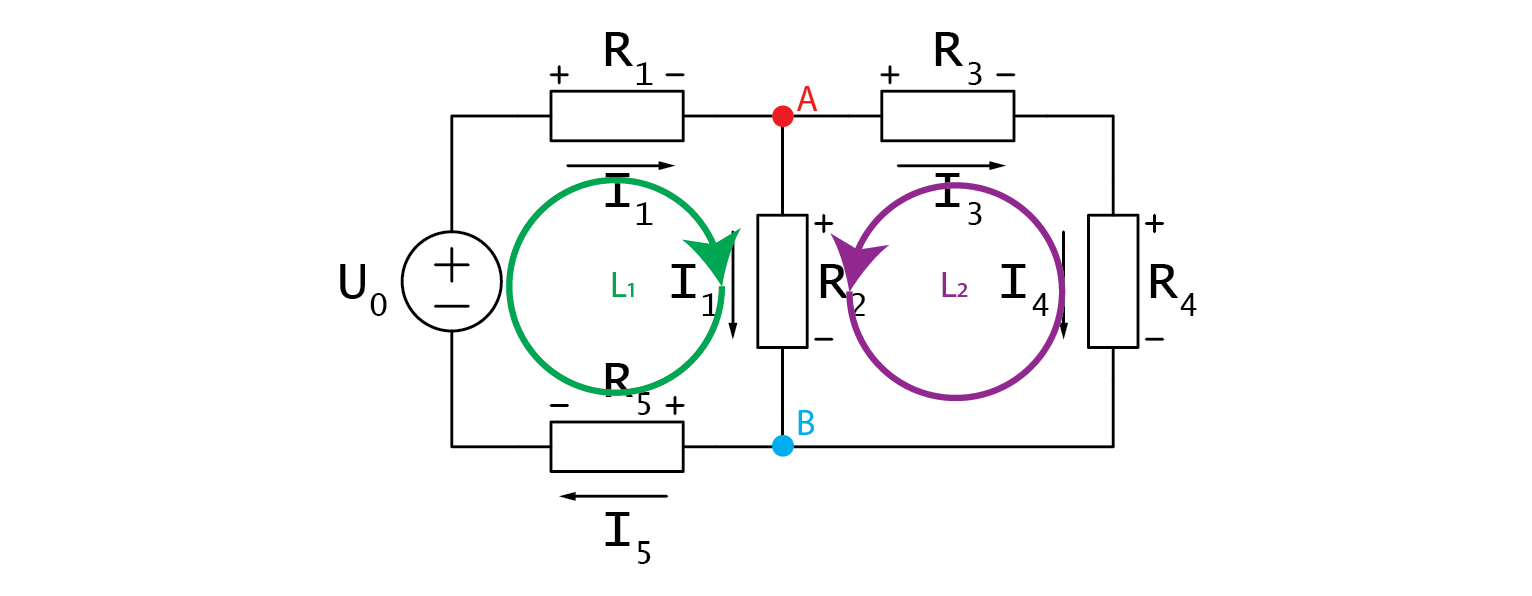 R1
+ −
R3
+ −
A
I1
I3
U0
+
−
L1
I1
+
R2
−
L2
I4
+
R4
−
R5
− +
B
I5